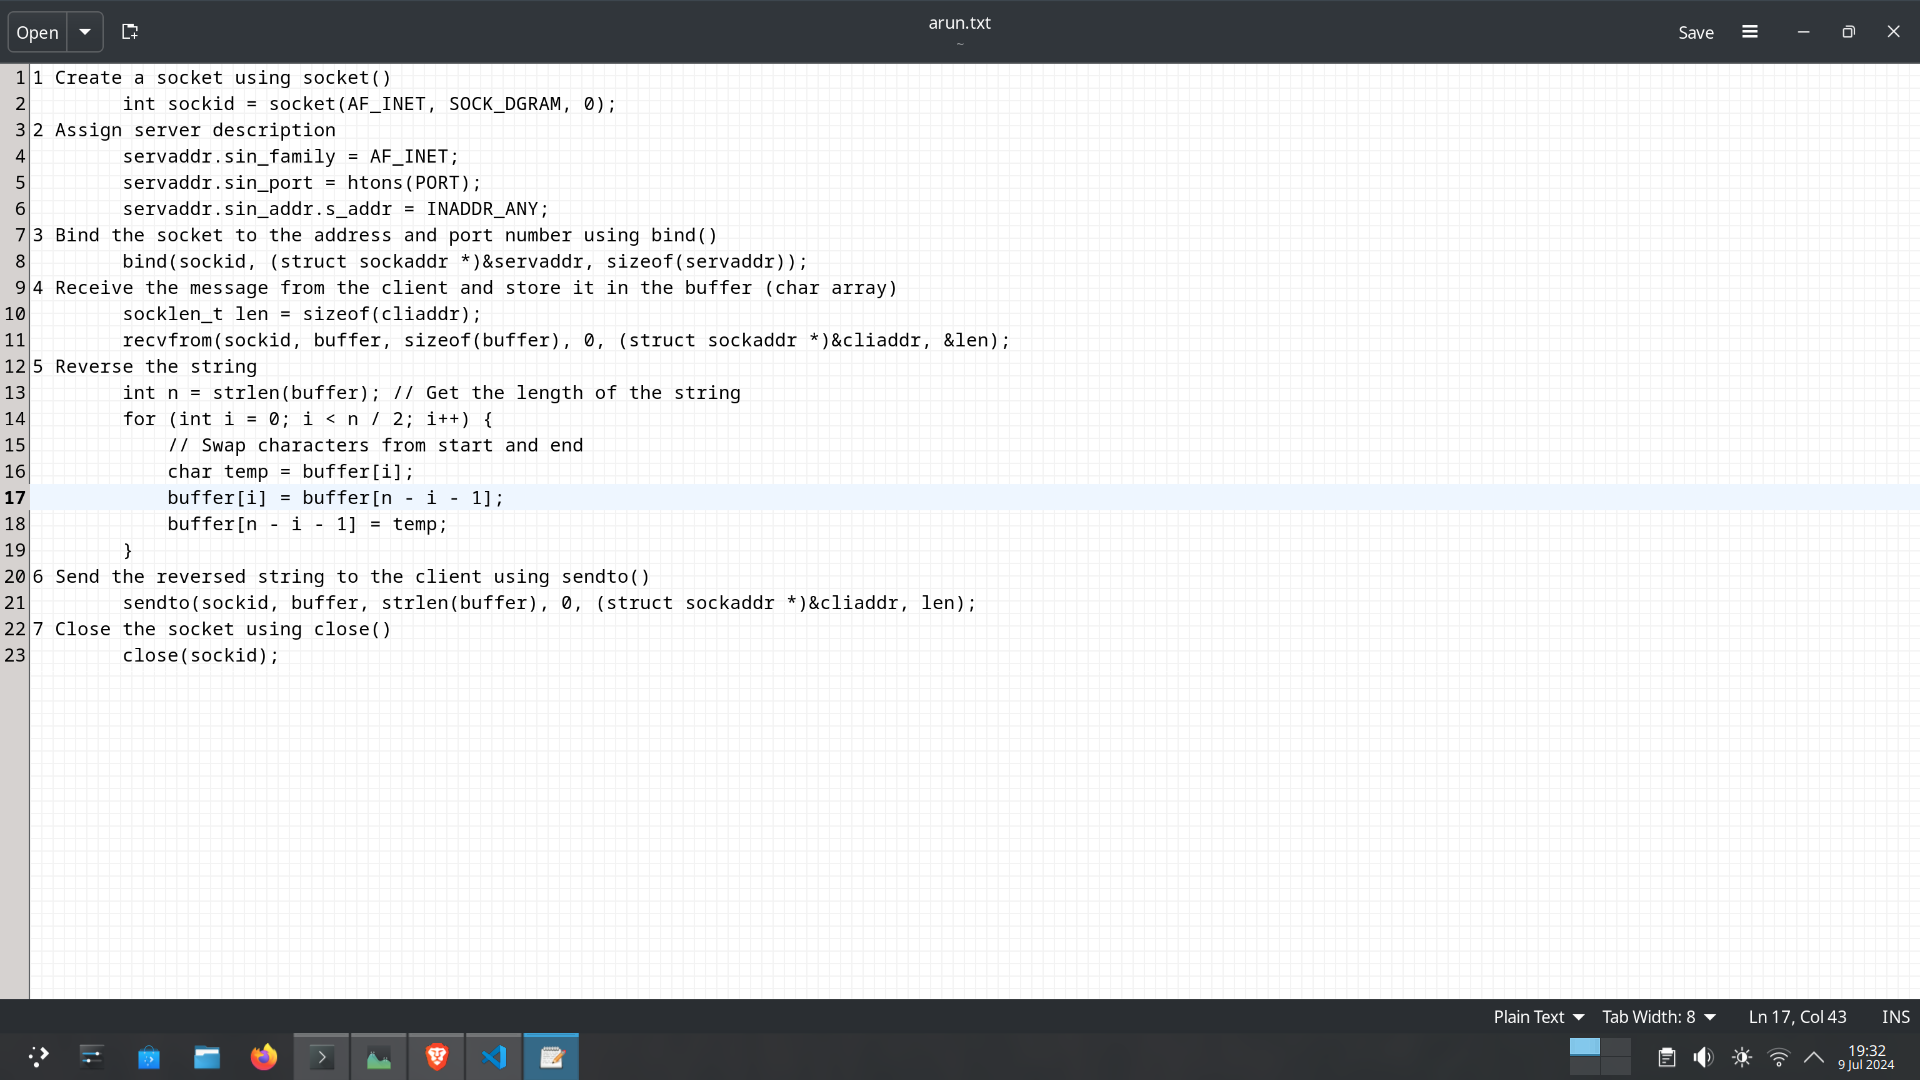 Open
arun.txt
~
Save
1 1 Create a socket using socket()
2 int sockid = socket(AF_INET, SOCK_DGRAM, 0);
3 2 Assign server description
4 servaddr.sin_family = AF_INET;
5 servaddr.sin_port = htons(PORT);
6 servaddr.sin_addr.s_addr = INADDR_ANY;
7 3 Bind the socket to the address and port number using bind()
8 bind(sockid, (struct sockaddr *)&servaddr, sizeof(servaddr));
9 4 Receive the message from the client and store it in the buffer (char array)
10 socklen_t len = sizeof(cliaddr);
11 recvfrom(sockid, buffer, sizeof(buffer), 0, (struct sockaddr *)&cliaddr, &len);
12 5 Reverse the string
13 int n = strlen(buffer); // Get the length of the string
14 for (int i = 0; i < n / 2; i++) {
15 // Swap characters from start and end
16 char temp = buffer[i];
17 buffer[i] = buffer[n - i - 1];
18 buffer[n - i - 1] = temp;
19 }
20 6 Send the reversed string to the client using sendto()
21 sendto(sockid, buffer, strlen(buffer), 0, (struct sockaddr *)&cliaddr, len);
22 7 Close the socket using close()
23 close(sockid);
Plain Text Tab Width: 8 Ln 17, Col 43 INS
19:32
9 Jul 2024